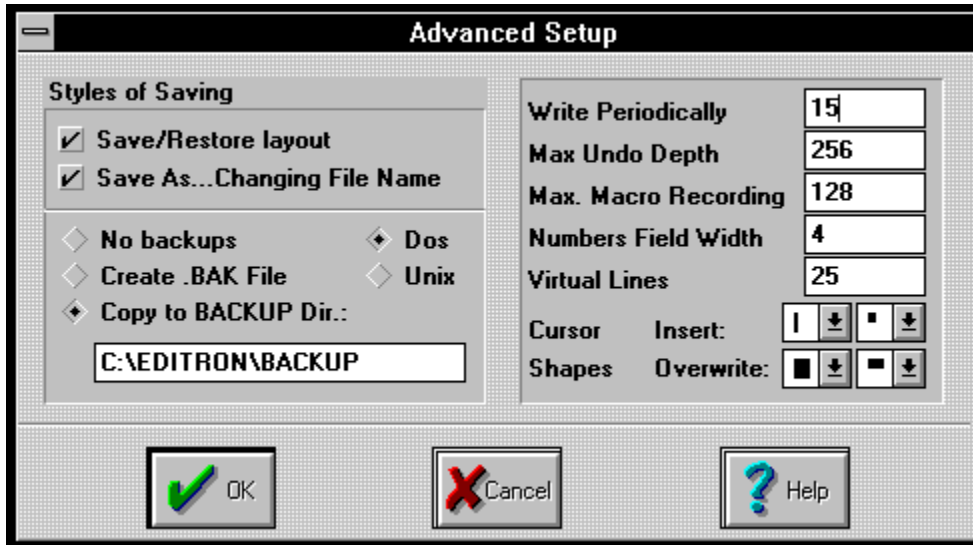 Advanced Setup
Styles of Saving
Save/Restore layout
Save As...Changing File Name
No backups
Dos
Create .BAK File
Unix
Copy to BACKUP Dir.:
C:\EDITRON\BACKUP
Write Periodically 15
Max Undo Depth 256
Max. Macro Recording 128
Numbers Field Width 4
Virtual Lines 25
Cursor Insert:
Shapes Overwrite:
OK
Cancel
Help